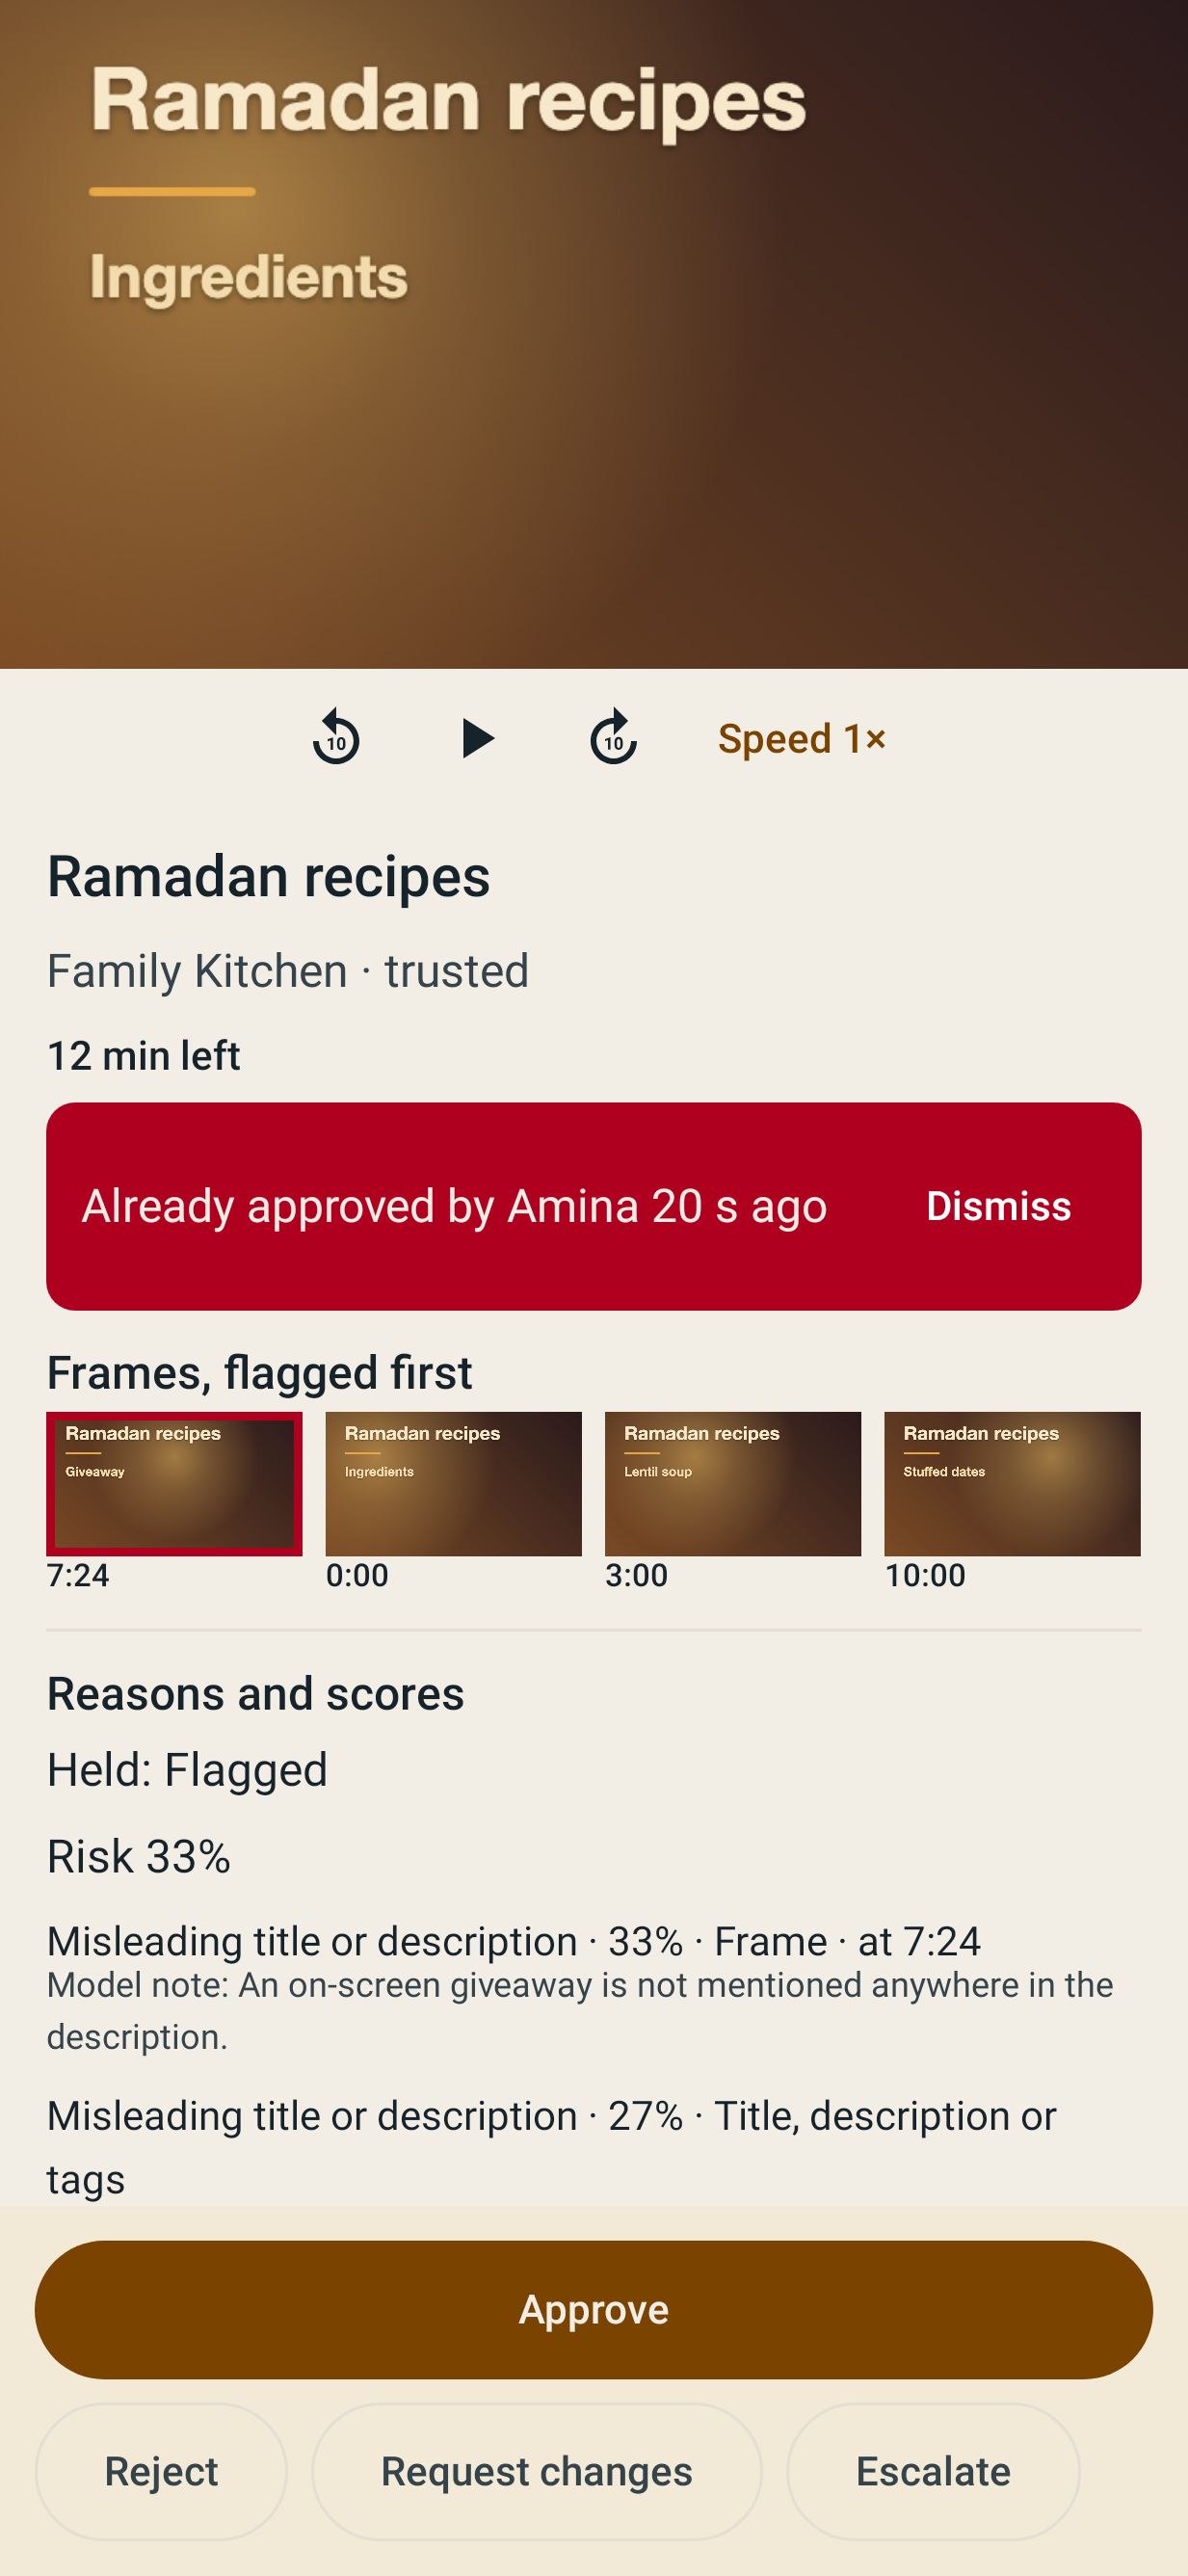 Ramadan recipes
Ingredients
10
10
Speed 1×
Ramadan recipes
Family Kitchen · trusted
12 min left
Already approved by Amina 20 s ago
Dismiss
Frames, flagged first
Ramadan recipes
Giveaway
7:24
Ramadan recipes
Ingredients
0:00
Ramadan recipes
Lentil soup
3:00
Ramadan recipes
Stuffed dates
10:00
Reasons and scores
Held: Flagged
Risk 33%
Misleading title or description · 33% · Frame · at 7:24
Model note: An on-screen giveaway is not mentioned anywhere in the
description.
Misleading title or description · 27% · Title, description or
tags
Approve
Reject
Request changes
Escalate